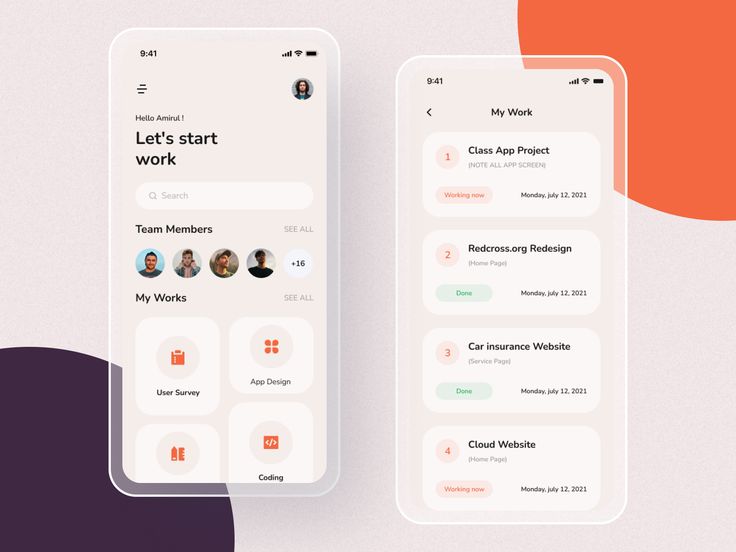 9:41
Hello Amirul !
Let's start
work
Search
Team Members
SEE ALL
+16
My Works
SEE ALL
User Survey
App Design
Coding
9:41
My Work
1
Class App Project
(NOTE ALL APP SCREEN)
Working now
Monday, july 12, 2021
2
Redcross.org Redesign
(Home Page)
Done
Monday, july 12, 2021
3
Car insurance Website
(Service Page)
Done
Monday, july 12, 2021
4
Cloud Website
(Home Page)
Working now
Monday, july 12, 2021